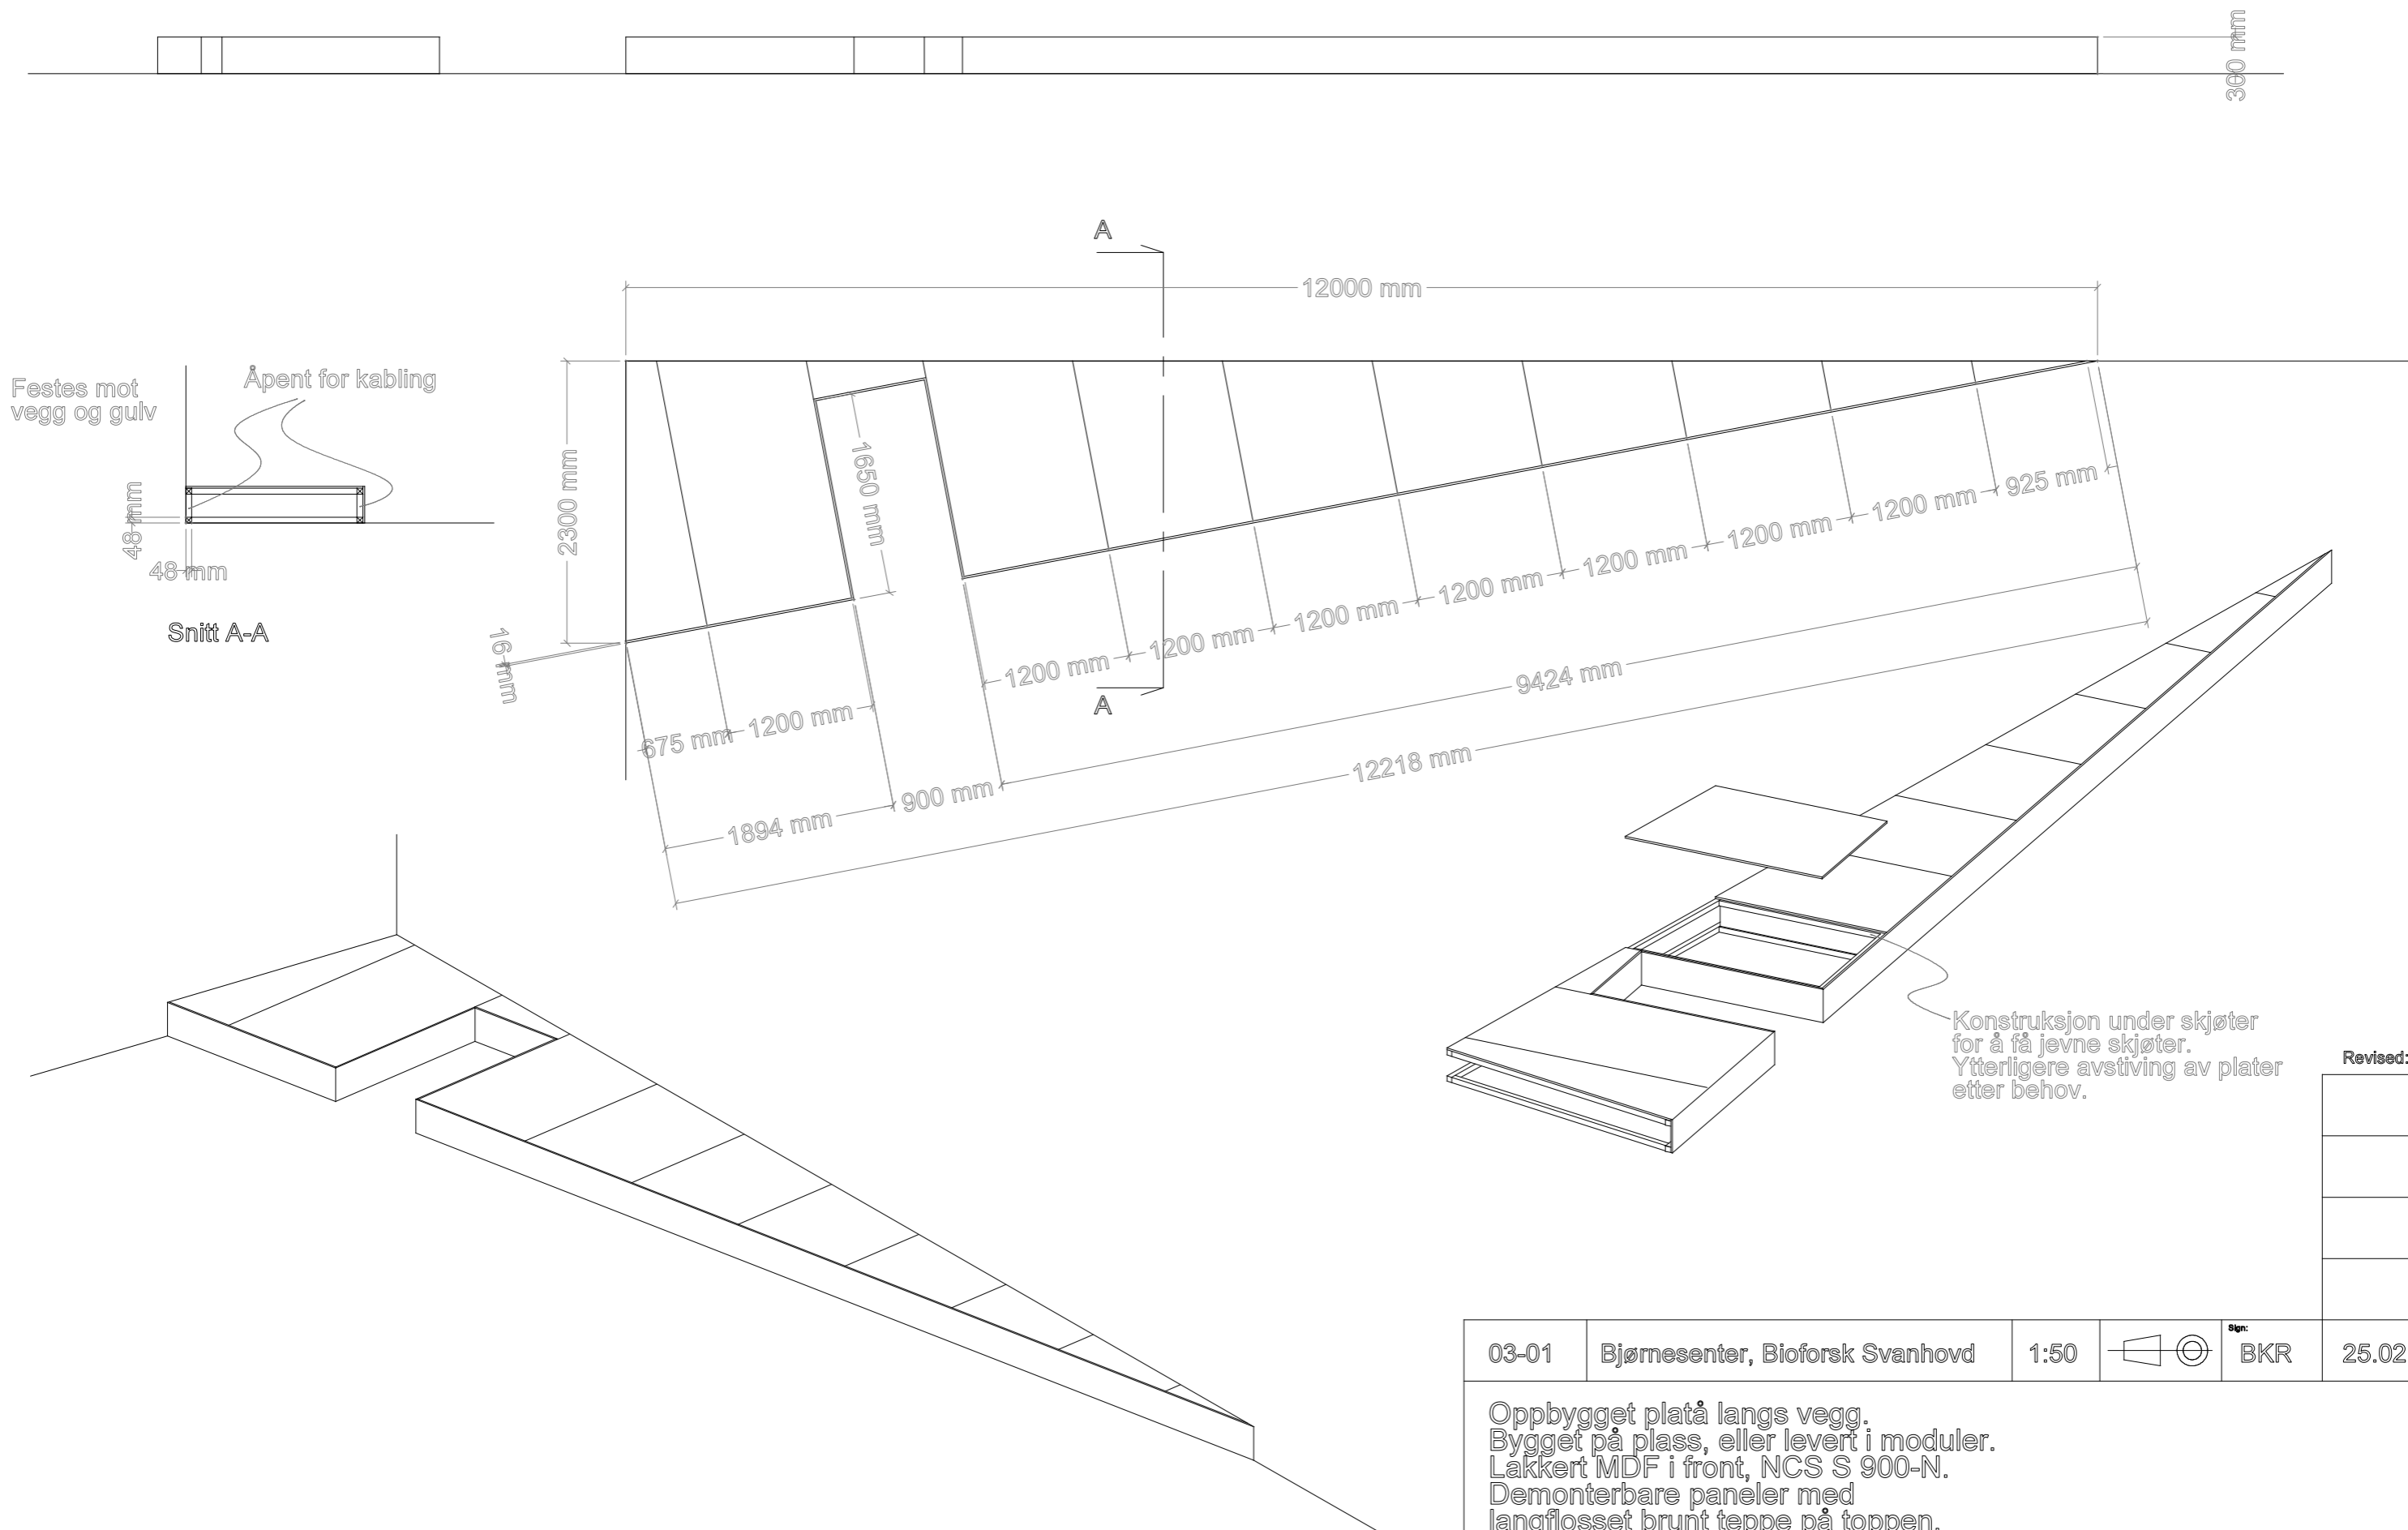 300 mm
A
12000 mm
Festes mot
vegg og gulv
Åpent for kabling
48 mm
48 mm
Snitt A-A
2300 mm
1650 mm
16 mm
675 mm
1200 mm
1200 mm
1200 mm
1200 mm
1200 mm
1200 mm
1200 mm
1200 mm
925 mm
A
9424 mm
12218 mm
900 mm
1894 mm
Konstruksjon under skjøter
for å få jevne skjøter.
Ytterligere avstiving av plater
etter behov.
Revised:
03-01
Bjørnesenter, Bioforsk Svanhovd
1:50
Sign:
BKR
25.02
Oppbygget platå langs vegg.
Bygget på plass, eller levert i moduler.
Lakkert MDF i front, NCS S 900-N.
Demonterbare paneler med
langflosset brunt teppe på toppen.